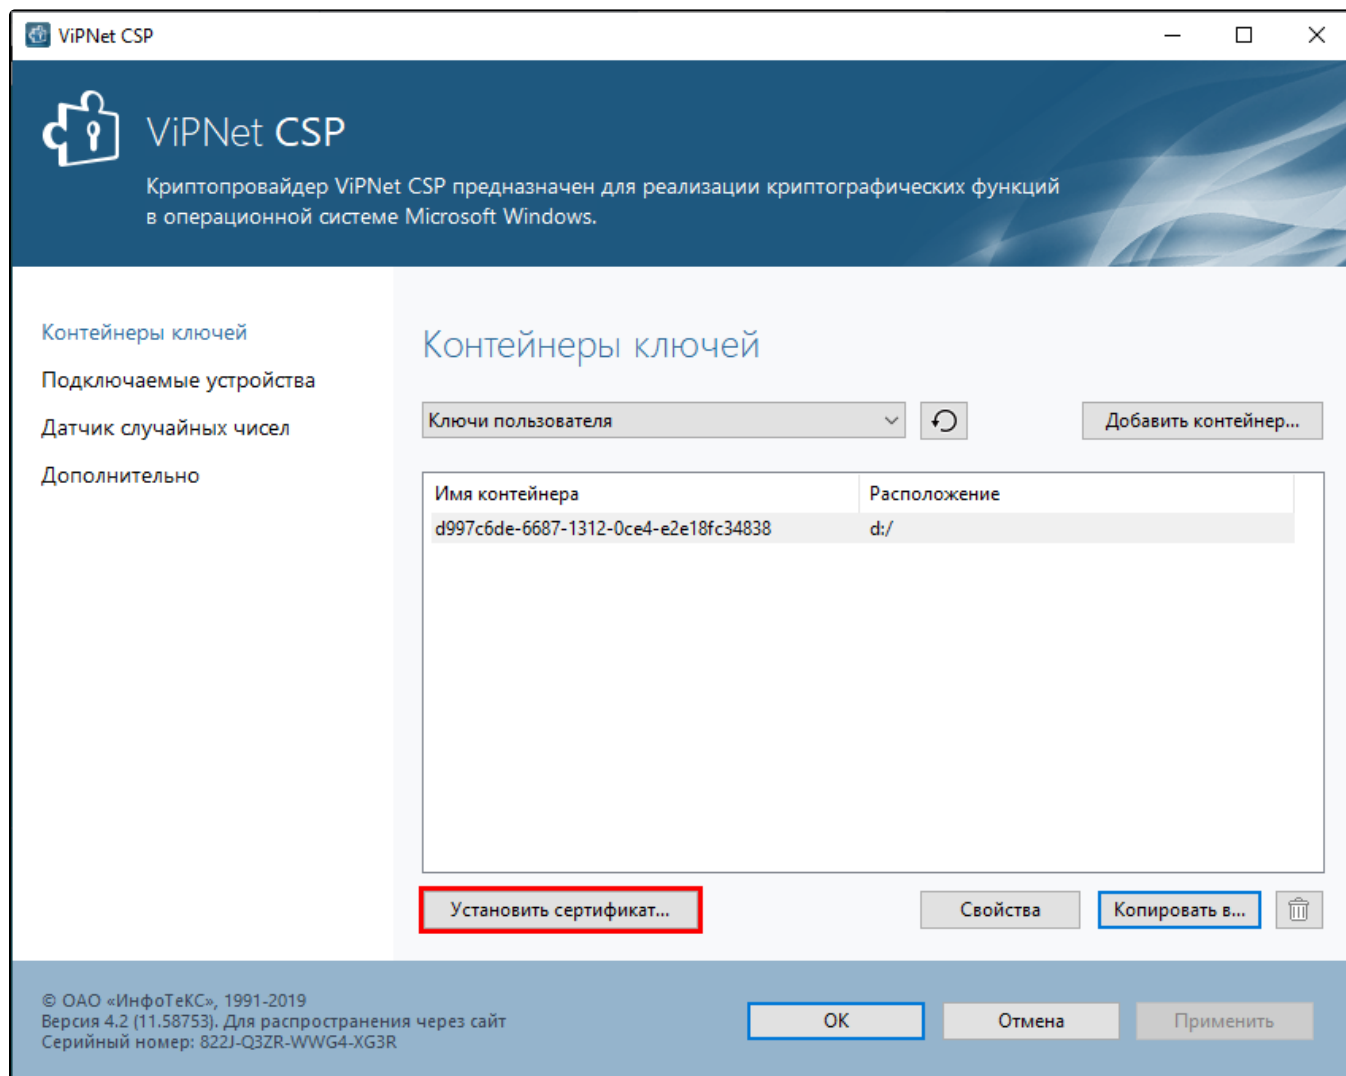 ViPNet CSP
ViPNet CSP
Криптопровайдер ViPNet CSP предназначен для реализации криптографических функций
в операционной системе Microsoft Windows.
Контейнеры ключей
Подключаемые устройства
Датчик случайных чисел
Дополнительно
Контейнеры ключей
Ключи пользователя
Добавить контейнер...
Имя контейнера Расположение
d997c6de-6687-1312-0ce4-e2e18fc34838 d:/
Установить сертификат...
Свойства
Копировать в...
© ОАО «ИнфоТеКС», 1991-2019
Версия 4.2 (11.58753). Для распространения через сайт
Серийный номер: 822J-Q3ZR-WWG4-XG3R
OK
Отмена
Применить